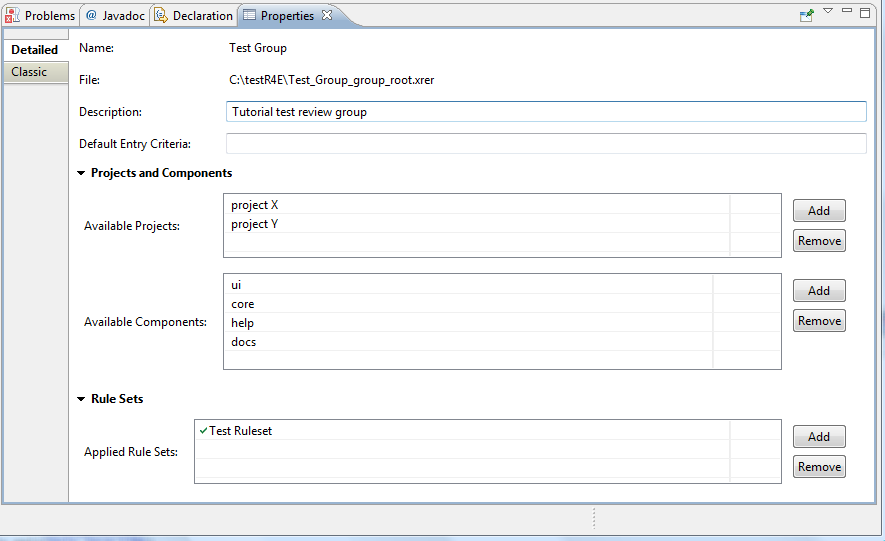 Problems @ Javadoc Declaration Properties
Detailed
Classic
Name: Test Group
File: C:\testR4E\Test_Group_group_root.xrer
Description: Tutorial test review group
Default Entry Criteria:
Projects and Components
Available Projects:
project X
project Y
Add
Remove
Available Components:
ui
core
help
docs
Add
Remove
Rule Sets
Applied Rule Sets:
Test Ruleset
Add
Remove